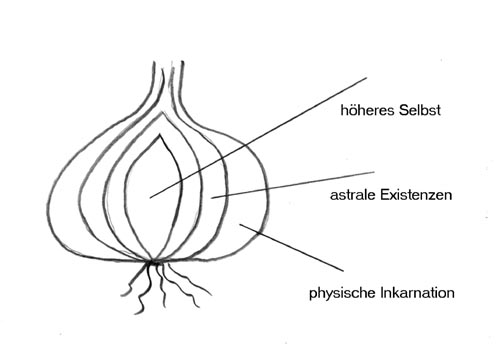 höheres Selbst
astrale Existenzen
physische Inkarnation